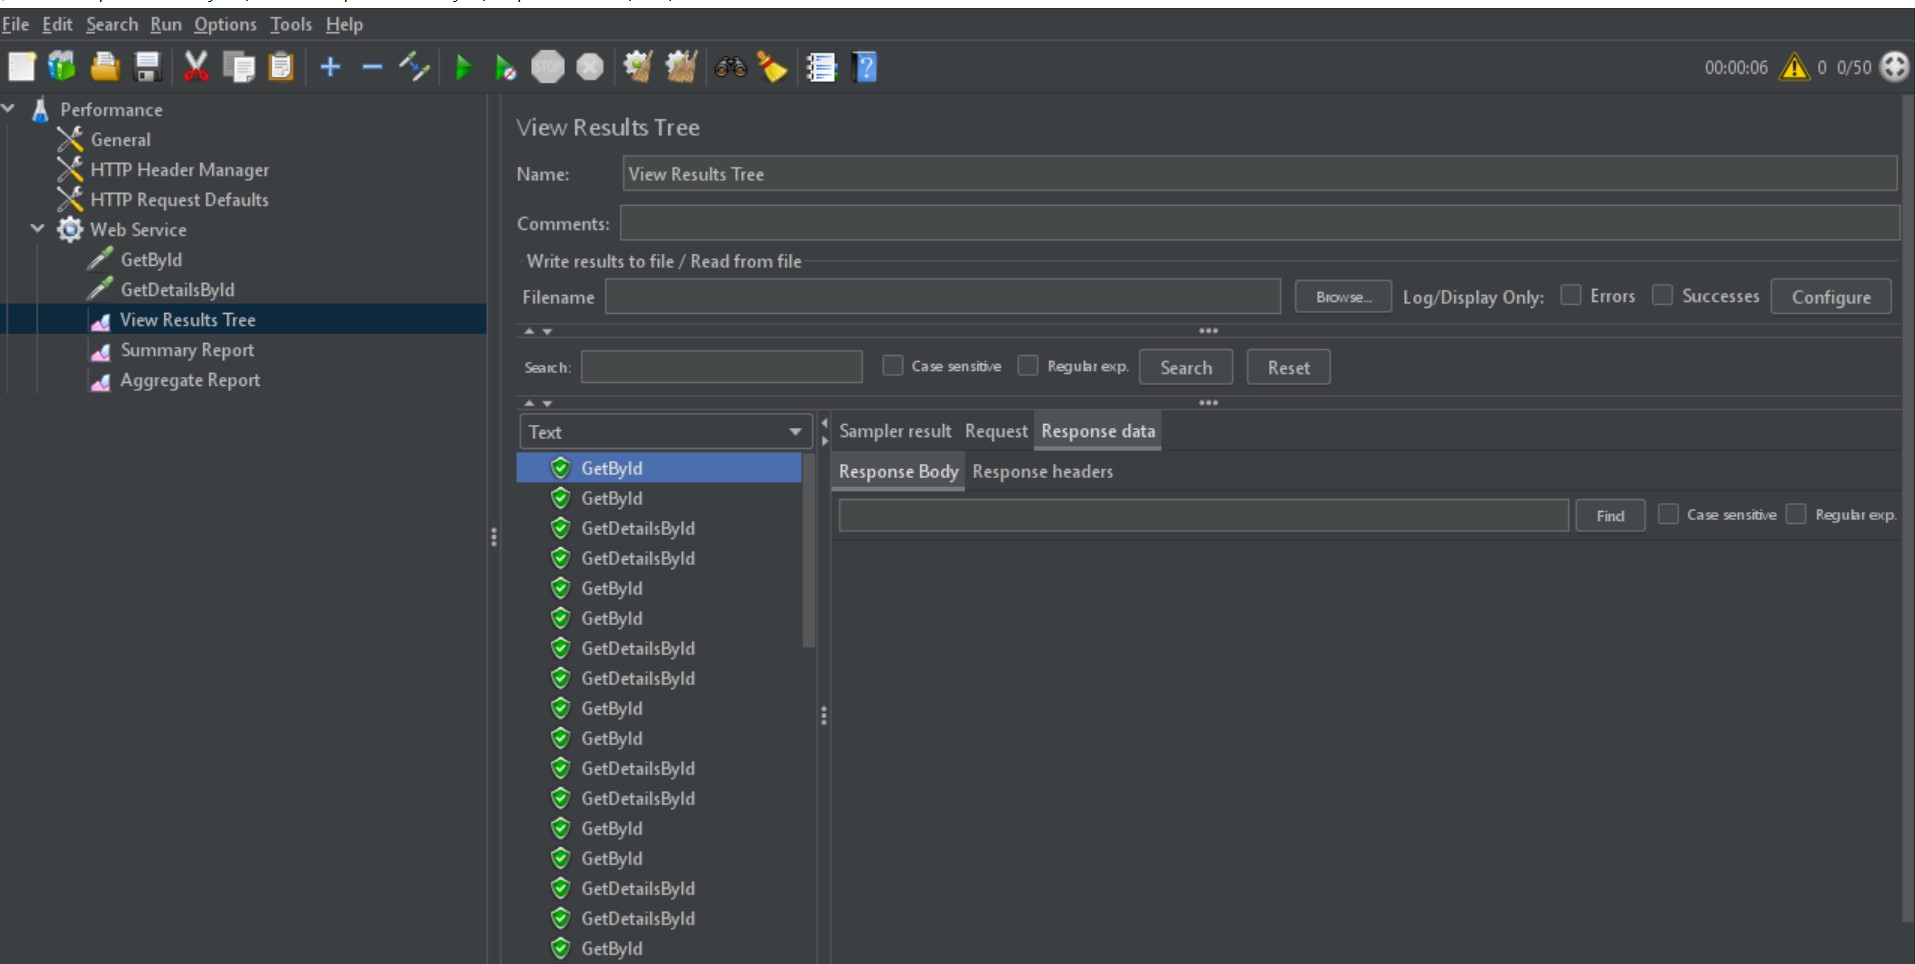 File Edit Search Run Options Tools Help
STOP
00:00:06 0 0/50
Performance
General
HTTP Header Manager
HTTP Request Defaults
Web Service
GetById
GetDetailsById
View Results Tree
Summary Report
Aggregate Report
View Results Tree
Name: View Results Tree
Comments:
Write results to file / Read from file
Filename Browse... Log/Display Only: Errors Successes Configure
Search: Case sensitive Regular exp. Search Reset
Text
GetById
GetById
GetDetailsById
GetDetailsById
GetById
GetById
GetDetailsById
GetDetailsById
GetById
GetById
GetDetailsById
GetDetailsById
GetById
GetById
GetDetailsById
GetDetailsById
GetById
Sampler result Request Response data
Response Body Response headers
Find Case sensitive Regular exp.